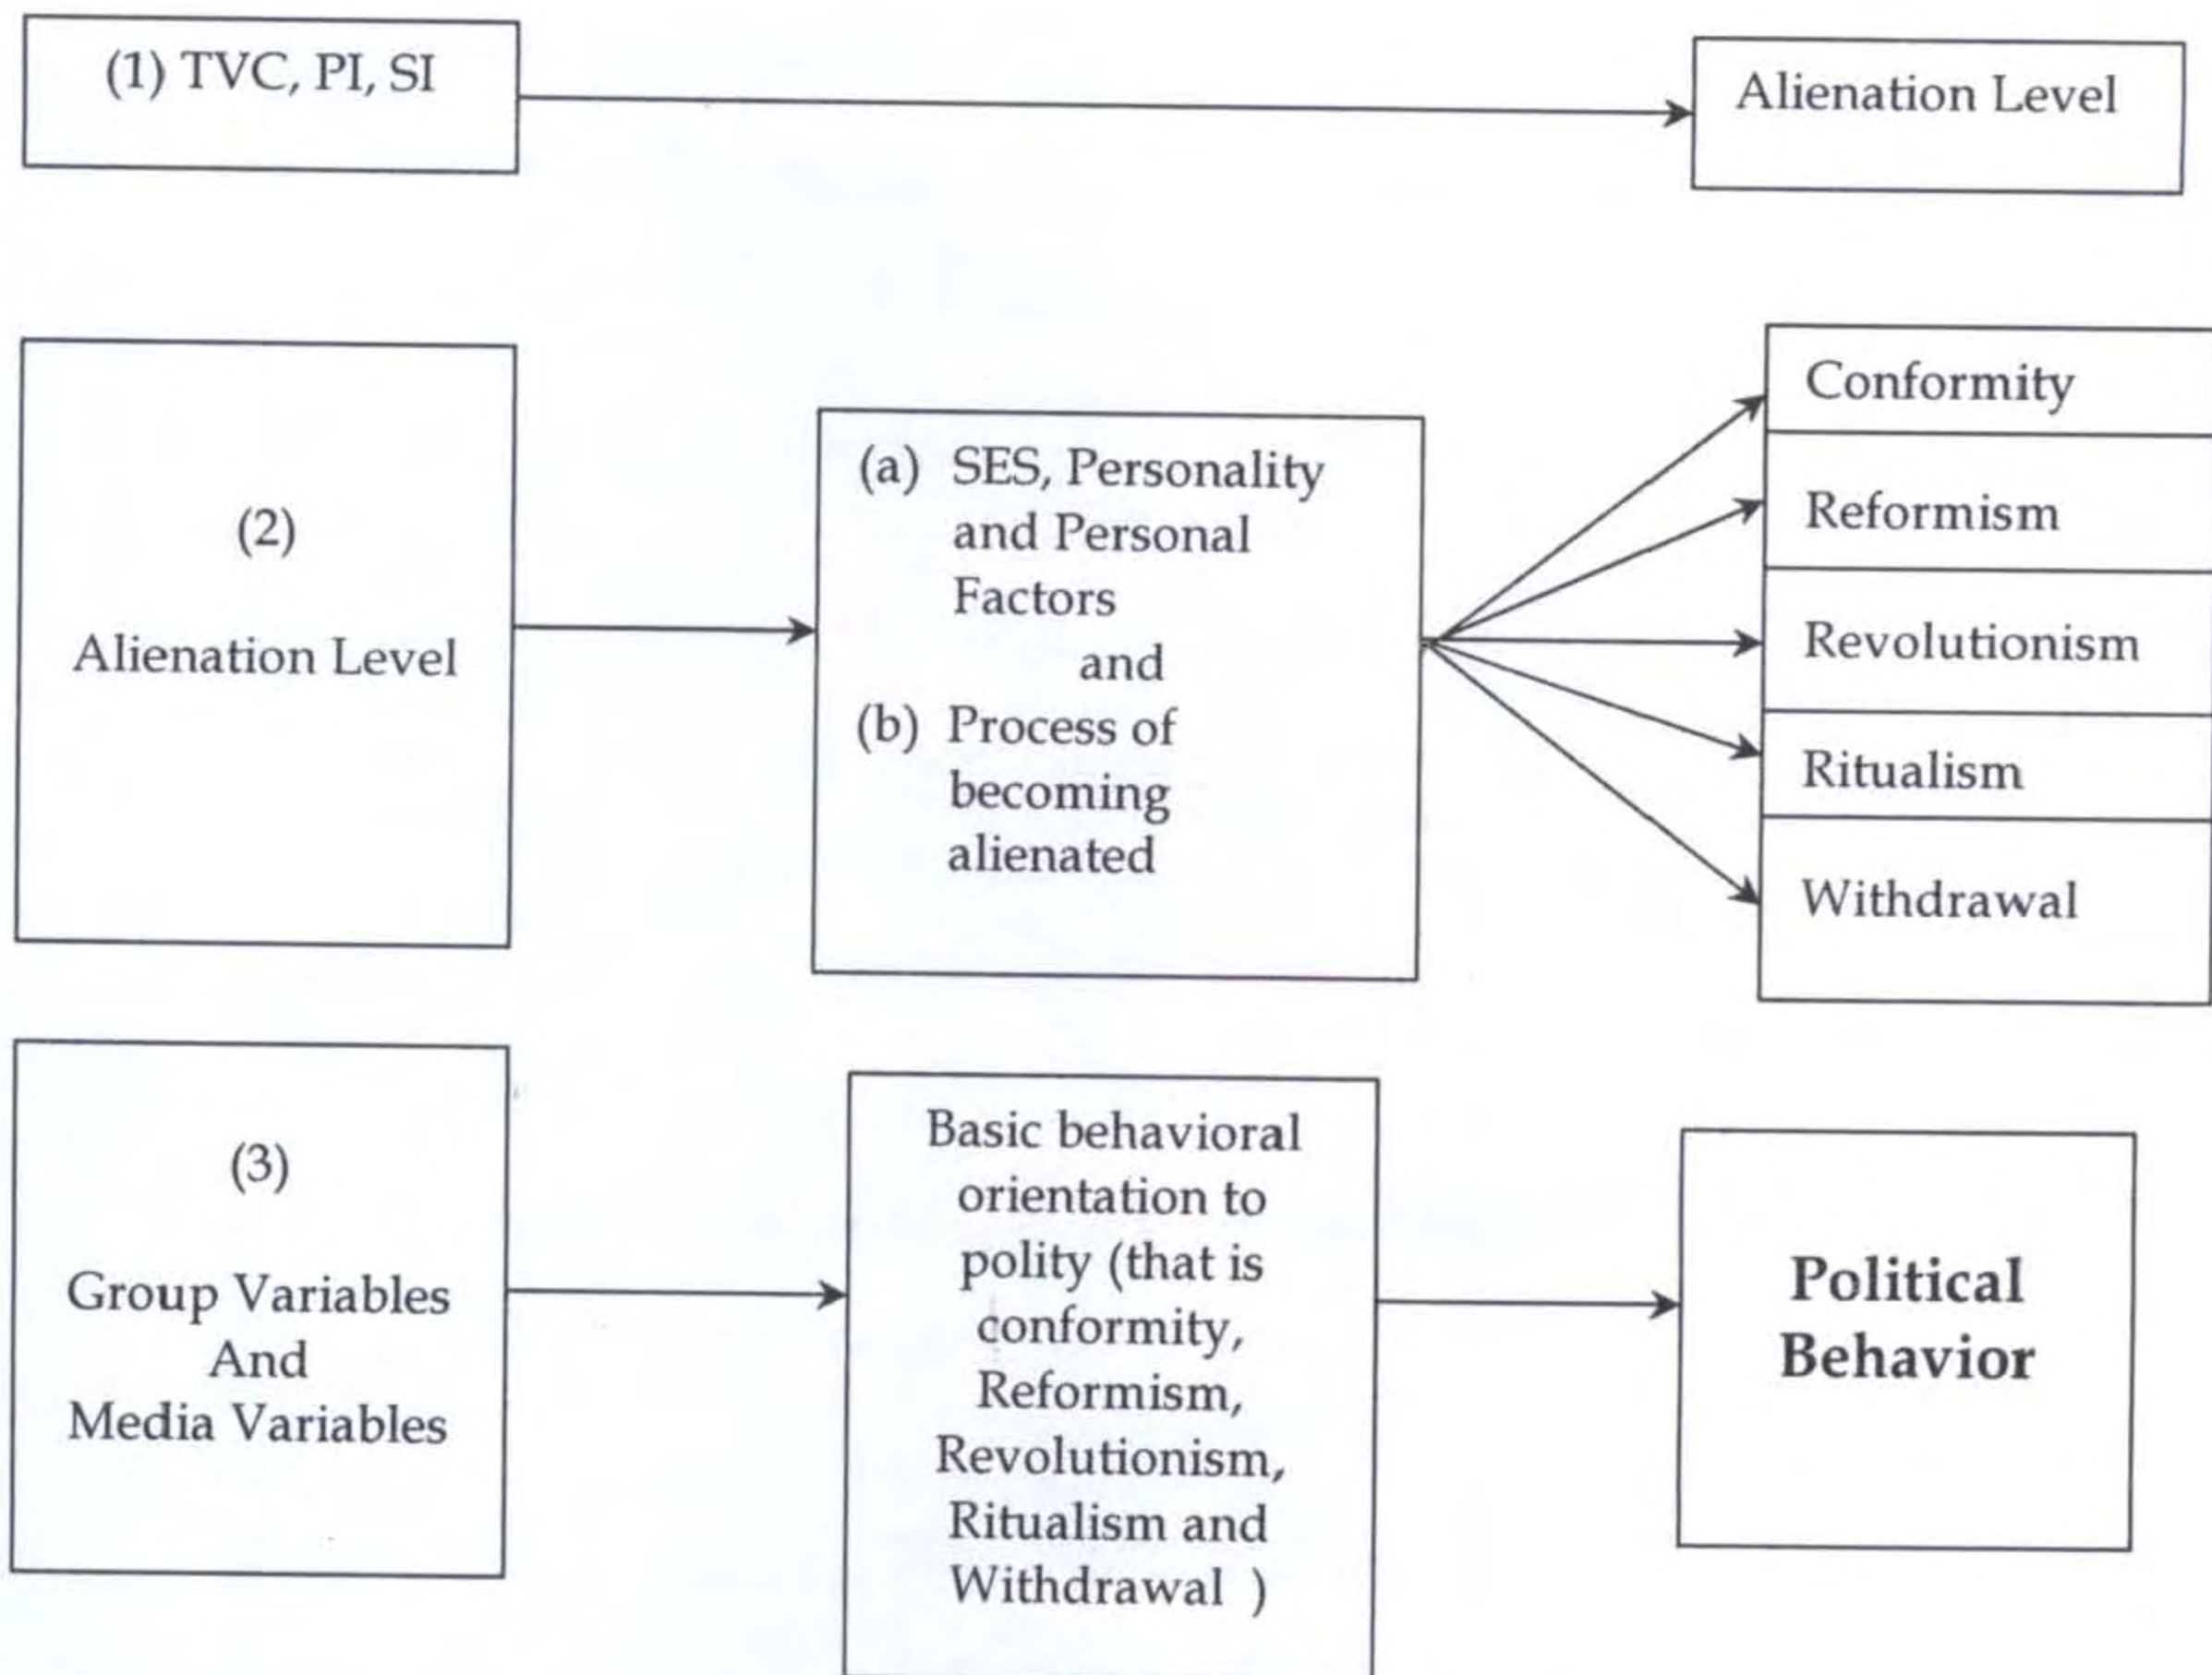 (1) TVC, PI, SI
Alienation Level
(2)
Alienation Level
(a) SES, Personality
and Personal
Factors
and
(b) Process of
becoming
alienated
Conformity
Reformism
Revolutionism
Ritualism
Withdrawal
(3)
Group Variables
And
Media Variables
Basic behavioral
orientation to
polity (that is
conformity,
Reformism,
Revolutionism,
Ritualism and
Withdrawal )
Political
Behavior